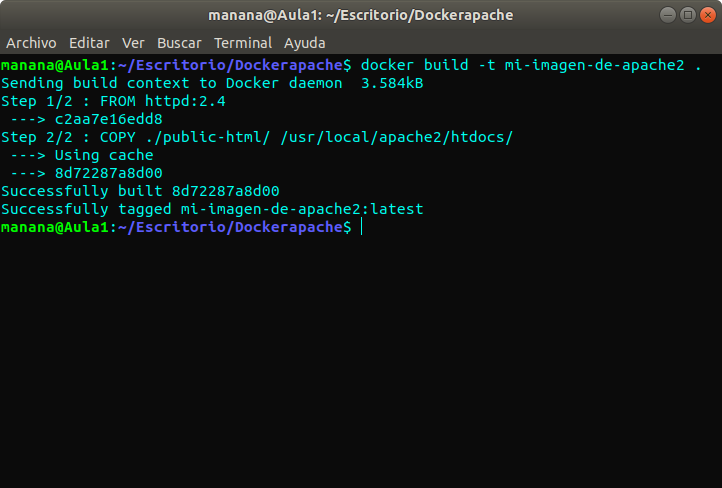 manana@Aula1: ~/Escritorio/Dockerapache
Archivo Editar Ver Buscar Terminal Ayuda
manana@Aula1:~/Escritorio/Dockerapache$ docker build -t mi-imagen-de-apache2 .
Sending build context to Docker daemon  3.584kB
Step 1/2 : FROM httpd:2.4
 ---> c2aa7e16edd8
Step 2/2 : COPY ./public-html/ /usr/local/apache2/htdocs/
 ---> Using cache
 ---> 8d72287a8d00
Successfully built 8d72287a8d00
Successfully tagged mi-imagen-de-apache2:latest
manana@Aula1:~/Escritorio/Dockerapache$